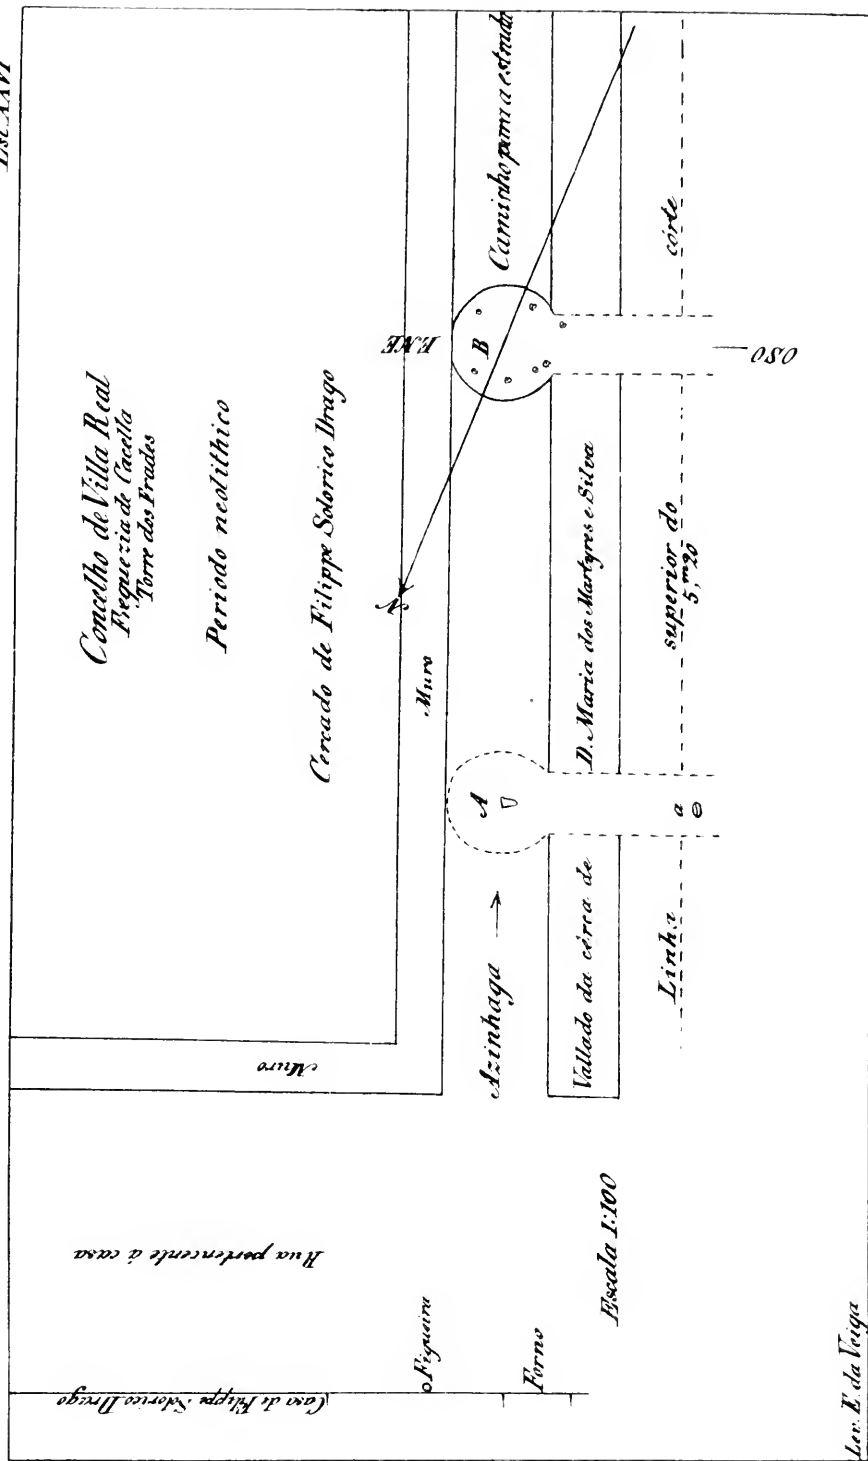 Est. XXVI
Concelho de Villa Real
Freguezia de Cacella
Torre dos Frades
Periodo neolithico
Cercado de Filippe Solorico Drago
N
Muro
ENE
Muro
Azinhaga
A
B
Caminho para a estrada
Vallado da cêrca de D. Maria dos Martyres e Silva
Linha superior do córte
5,m20
a
OSO
Rua pertencente á casa
Casa de Filippe Solorico Drago
Figueira
Forno
Escala 1:100
Lev. E. da Veiga